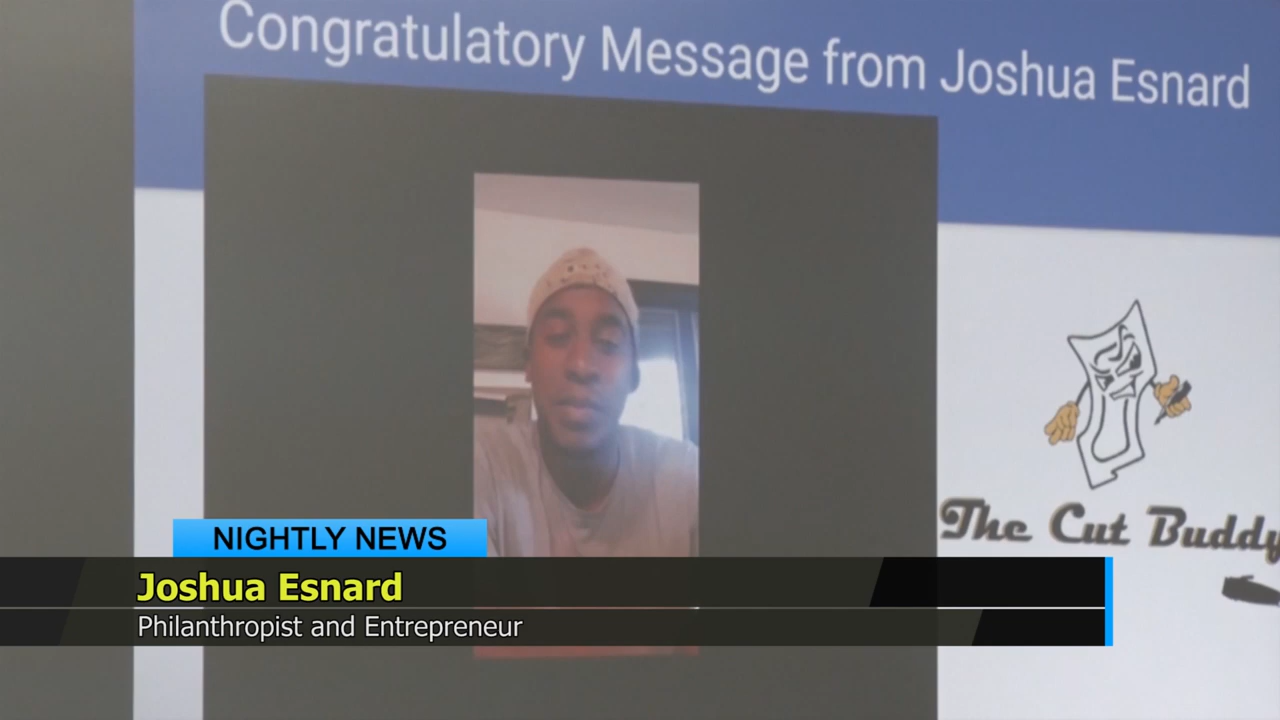 Congratulatory Message from Joshua Esnard
The Cut Buddy
NIGHTLY NEWS
Joshua Esnard
Philanthropist and Entrepreneur